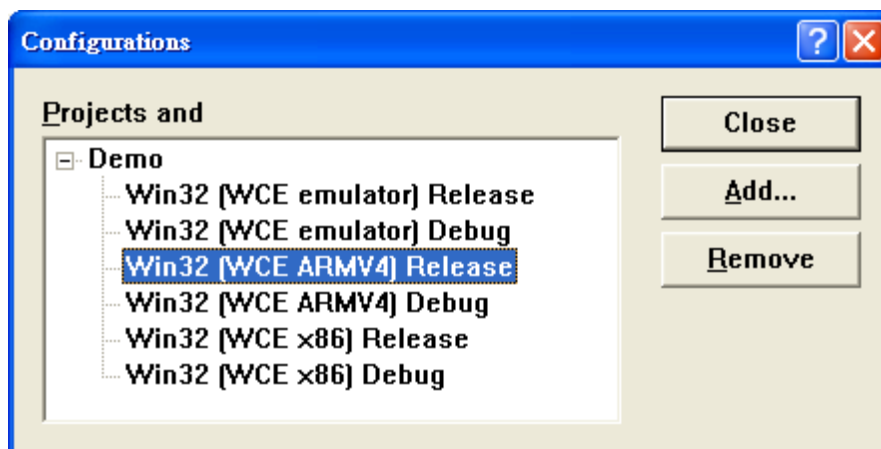 Configurations
Projects and
Demo
Win32 (WCE emulator) Release
Win32 (WCE emulator) Debug
Win32 (WCE ARMV4) Release
Win32 (WCE ARMV4) Debug
Win32 (WCE x86) Release
Win32 (WCE x86) Debug
Close
Add...
Remove